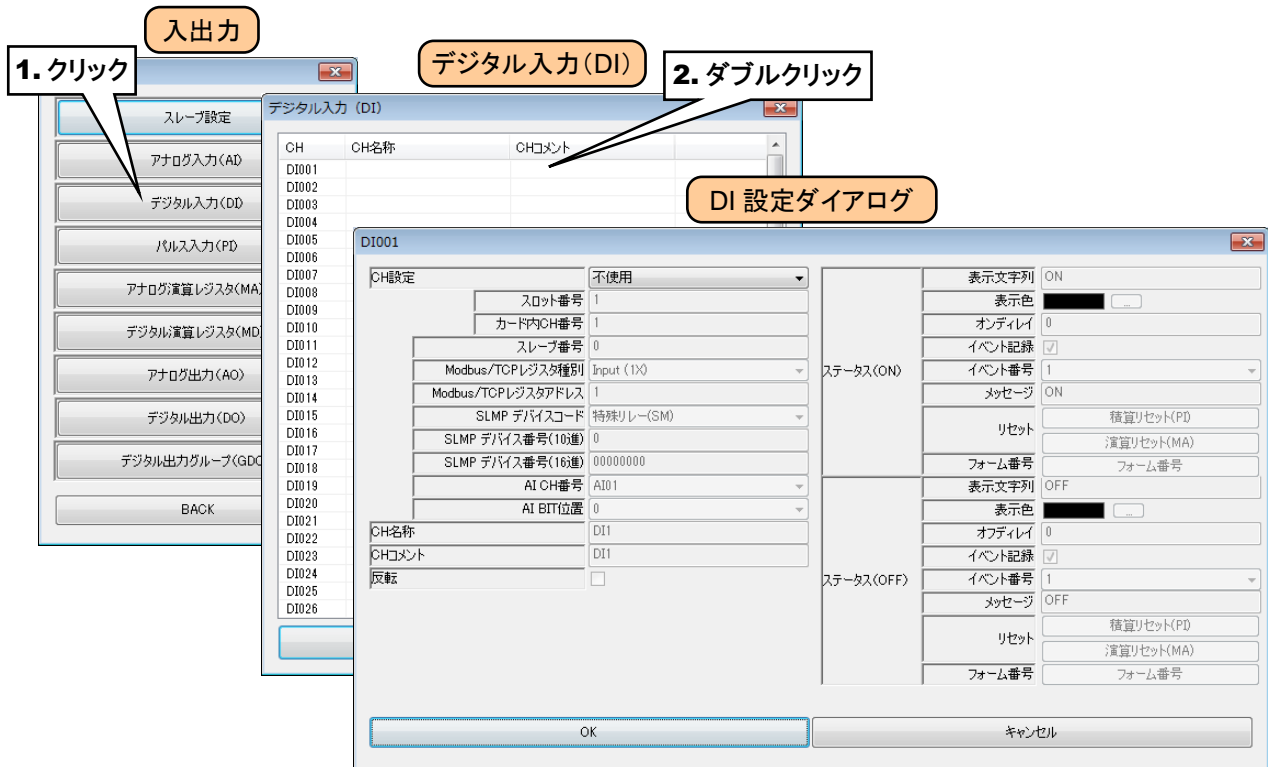 入出力
1. クリック
スレーブ設定
アナログ入力(AI)
デジタル入力(DI)
パルス入力(PI)
アナログ演算レジスタ(MA)
デジタル演算レジスタ(MD)
アナログ出力(AO)
デジタル出力(DO)
デジタル出力グループ(GDO
BACK
デジタル入力(DI)
2. ダブルクリック
デジタル入力 (DI)
CH CH名称 CHコメント
DI001
DI002
DI003
DI004
DI005
DI006
DI007
DI008
DI009
DI010
DI011
DI012
DI013
DI014
DI015
DI016
DI017
DI018
DI019
DI020
DI021
DI022
DI023
DI024
DI025
DI026
DI 設定ダイアログ
DI001
CH設定 不使用
スロット番号 1
カード内CH番号 1
スレーブ番号 0
Modbus/TCPレジスタ種別 Input (1X)
Modbus/TCPレジスタアドレス 1
SLMP デバイスコード 特殊リレー(SM)
SLMP デバイス番号(10進) 0
SLMP デバイス番号(16進) 00000000
AI CH番号 AI01
AI BIT位置 0
CH名称 DI1
CHコメント DI1
反転
ステータス(ON)
表示文字列 ON
表示色 ...
オンディレイ 0
イベント記録
イベント番号 1
メッセージ ON
リセット 積算リセット(PI)
演算リセット(MA)
フォーム番号 フォーム番号
ステータス(OFF)
表示文字列 OFF
表示色 ...
オフディレイ 0
イベント記録
イベント番号 1
メッセージ OFF
リセット 積算リセット(PI)
演算リセット(MA)
フォーム番号 フォーム番号
OK
キャンセル